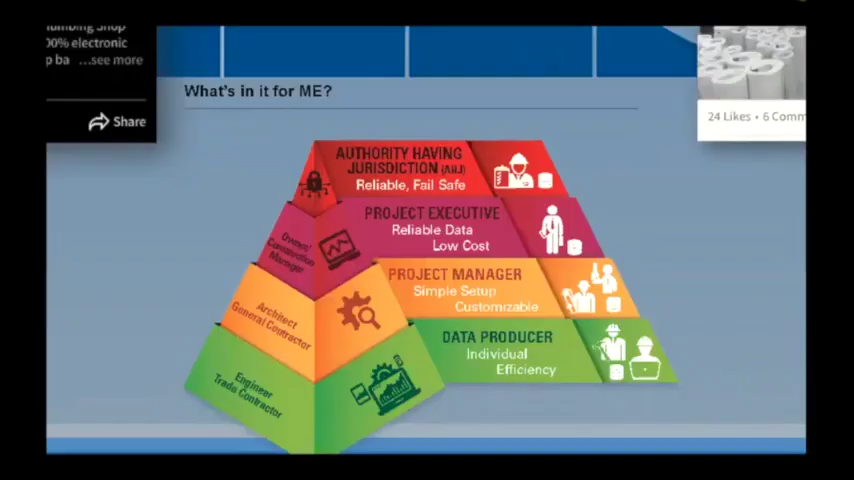 umbing Shop
00% electronic
p ba ...see more
Share
24 Likes • 6 Comm
What's in it for ME?
AUTHORITY HAVING
JURISDICTION (AHJ)
Reliable, Fail Safe
PROJECT EXECUTIVE
Reliable Data
Low Cost
Owner/
Construction
Manager
PROJECT MANAGER
Simple Setup
Customizable
Architect
General Contractor
DATA PRODUCER
Individual
Efficiency
Engineer
Trade Contractor